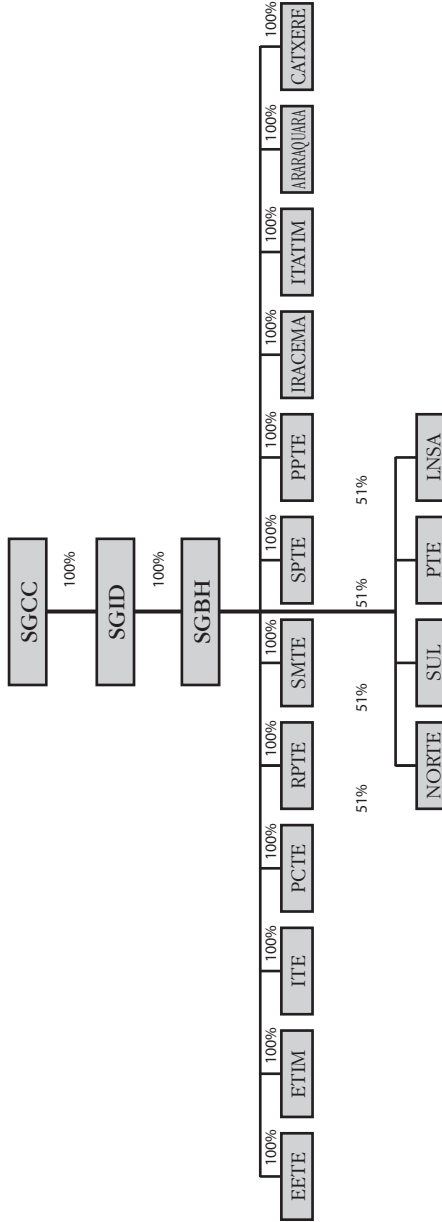 SGCC
100%
SGID
100%
SGBH
100% 100% 100% 100% 100% 100% 100% 100% 100% 100% 100% 100%
EETE ETIM ITE PCTE RPTE SMTE SPTE PPTE IRACEMA ITATIM ARARAQUARA CATXERE
51% 51% 51% 51%
NORTE SUL PTE LNSA